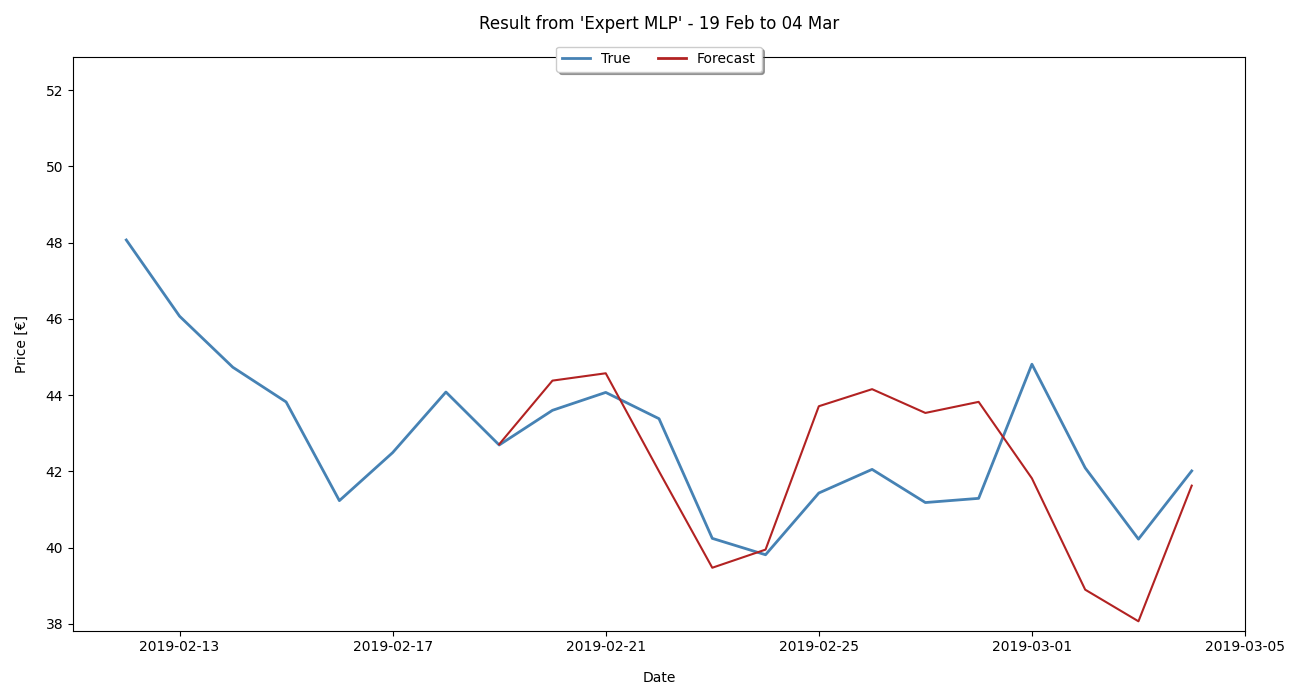 Result from 'Expert MLP' - 19 Feb to 04 Mar
True Forecast
52
50
48
46
44
42
40
38
Price [€]
2019-02-13 2019-02-17 2019-02-21 2019-02-25 2019-03-01 2019-03-05
Date